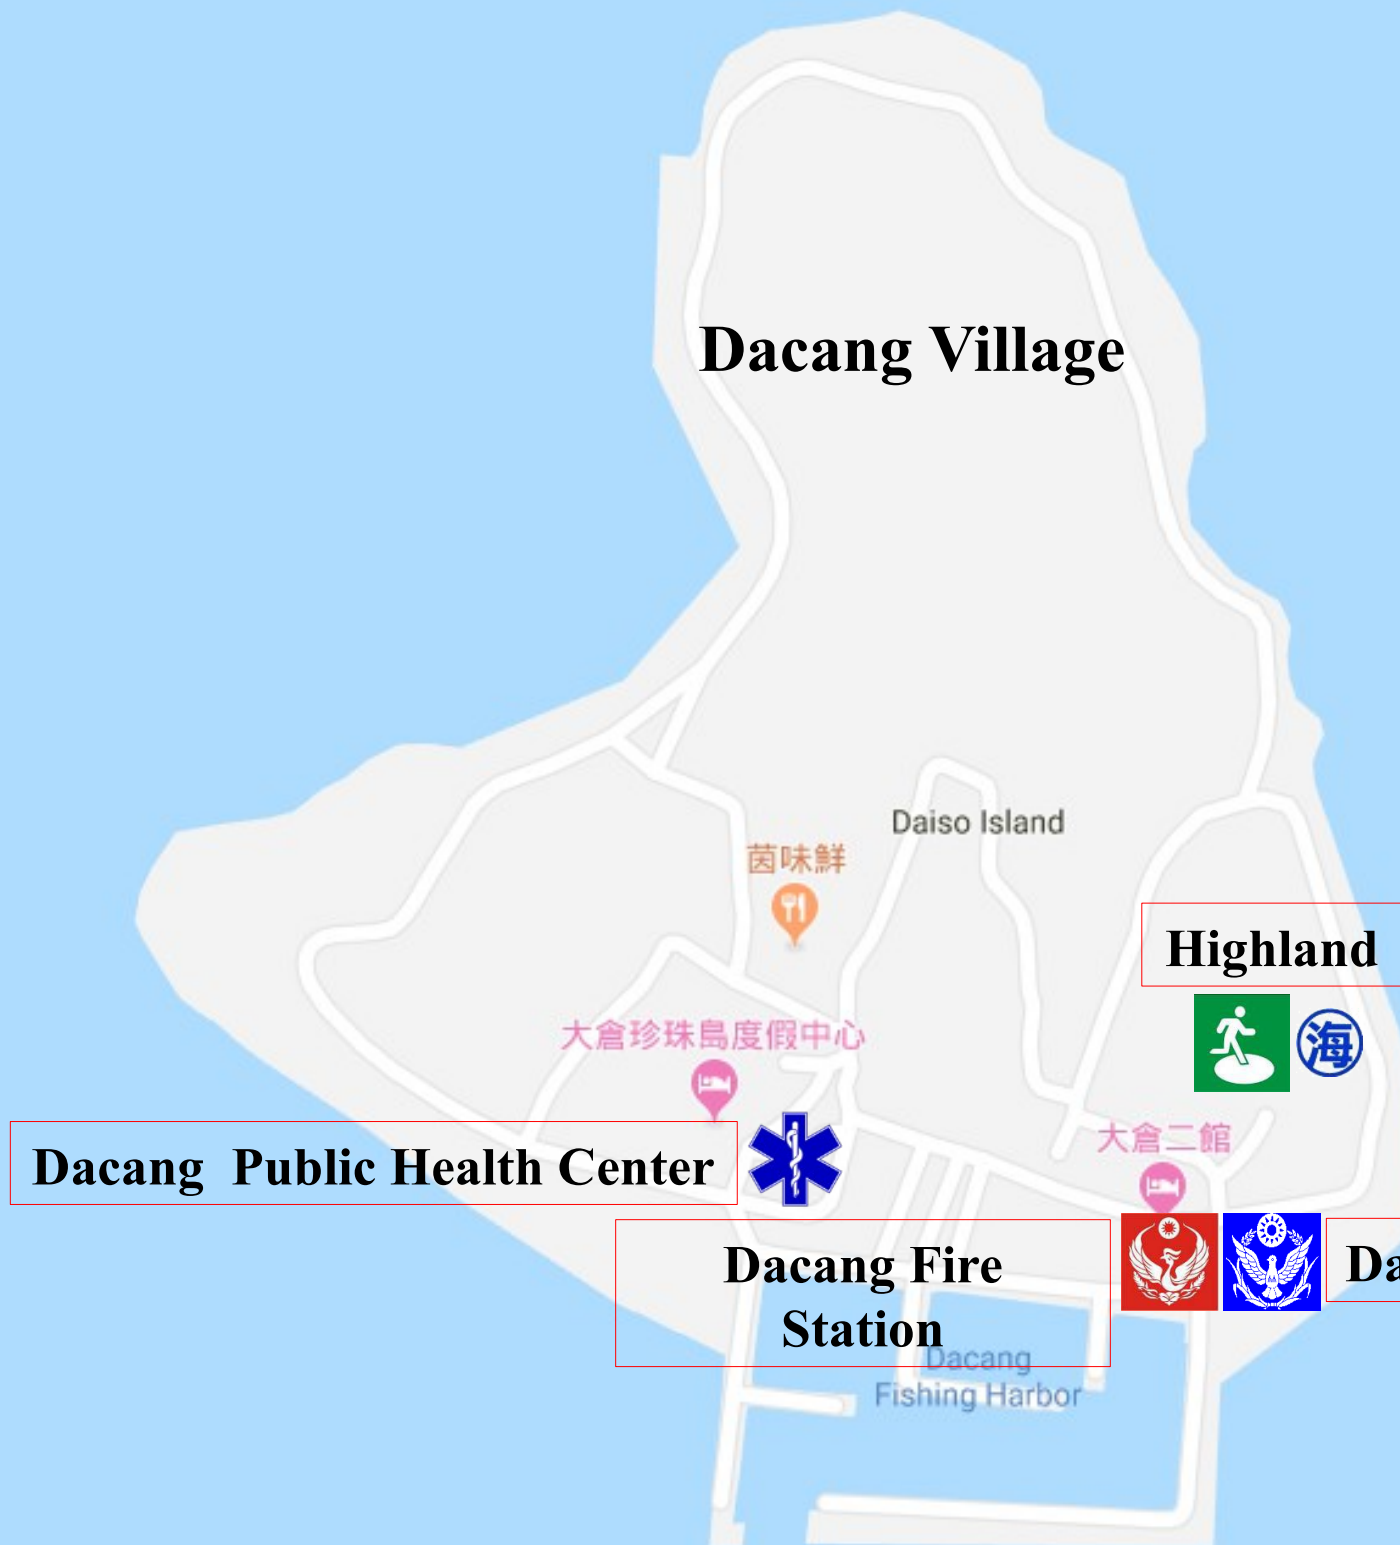 Dacang Village
Daiso Island
茵味鮮
Highland
海
大倉珍珠島度假中心
大倉二館
Dacang  Public Health Center
Dacang Fire
Station
Da
Dacang
Fishing Harbor